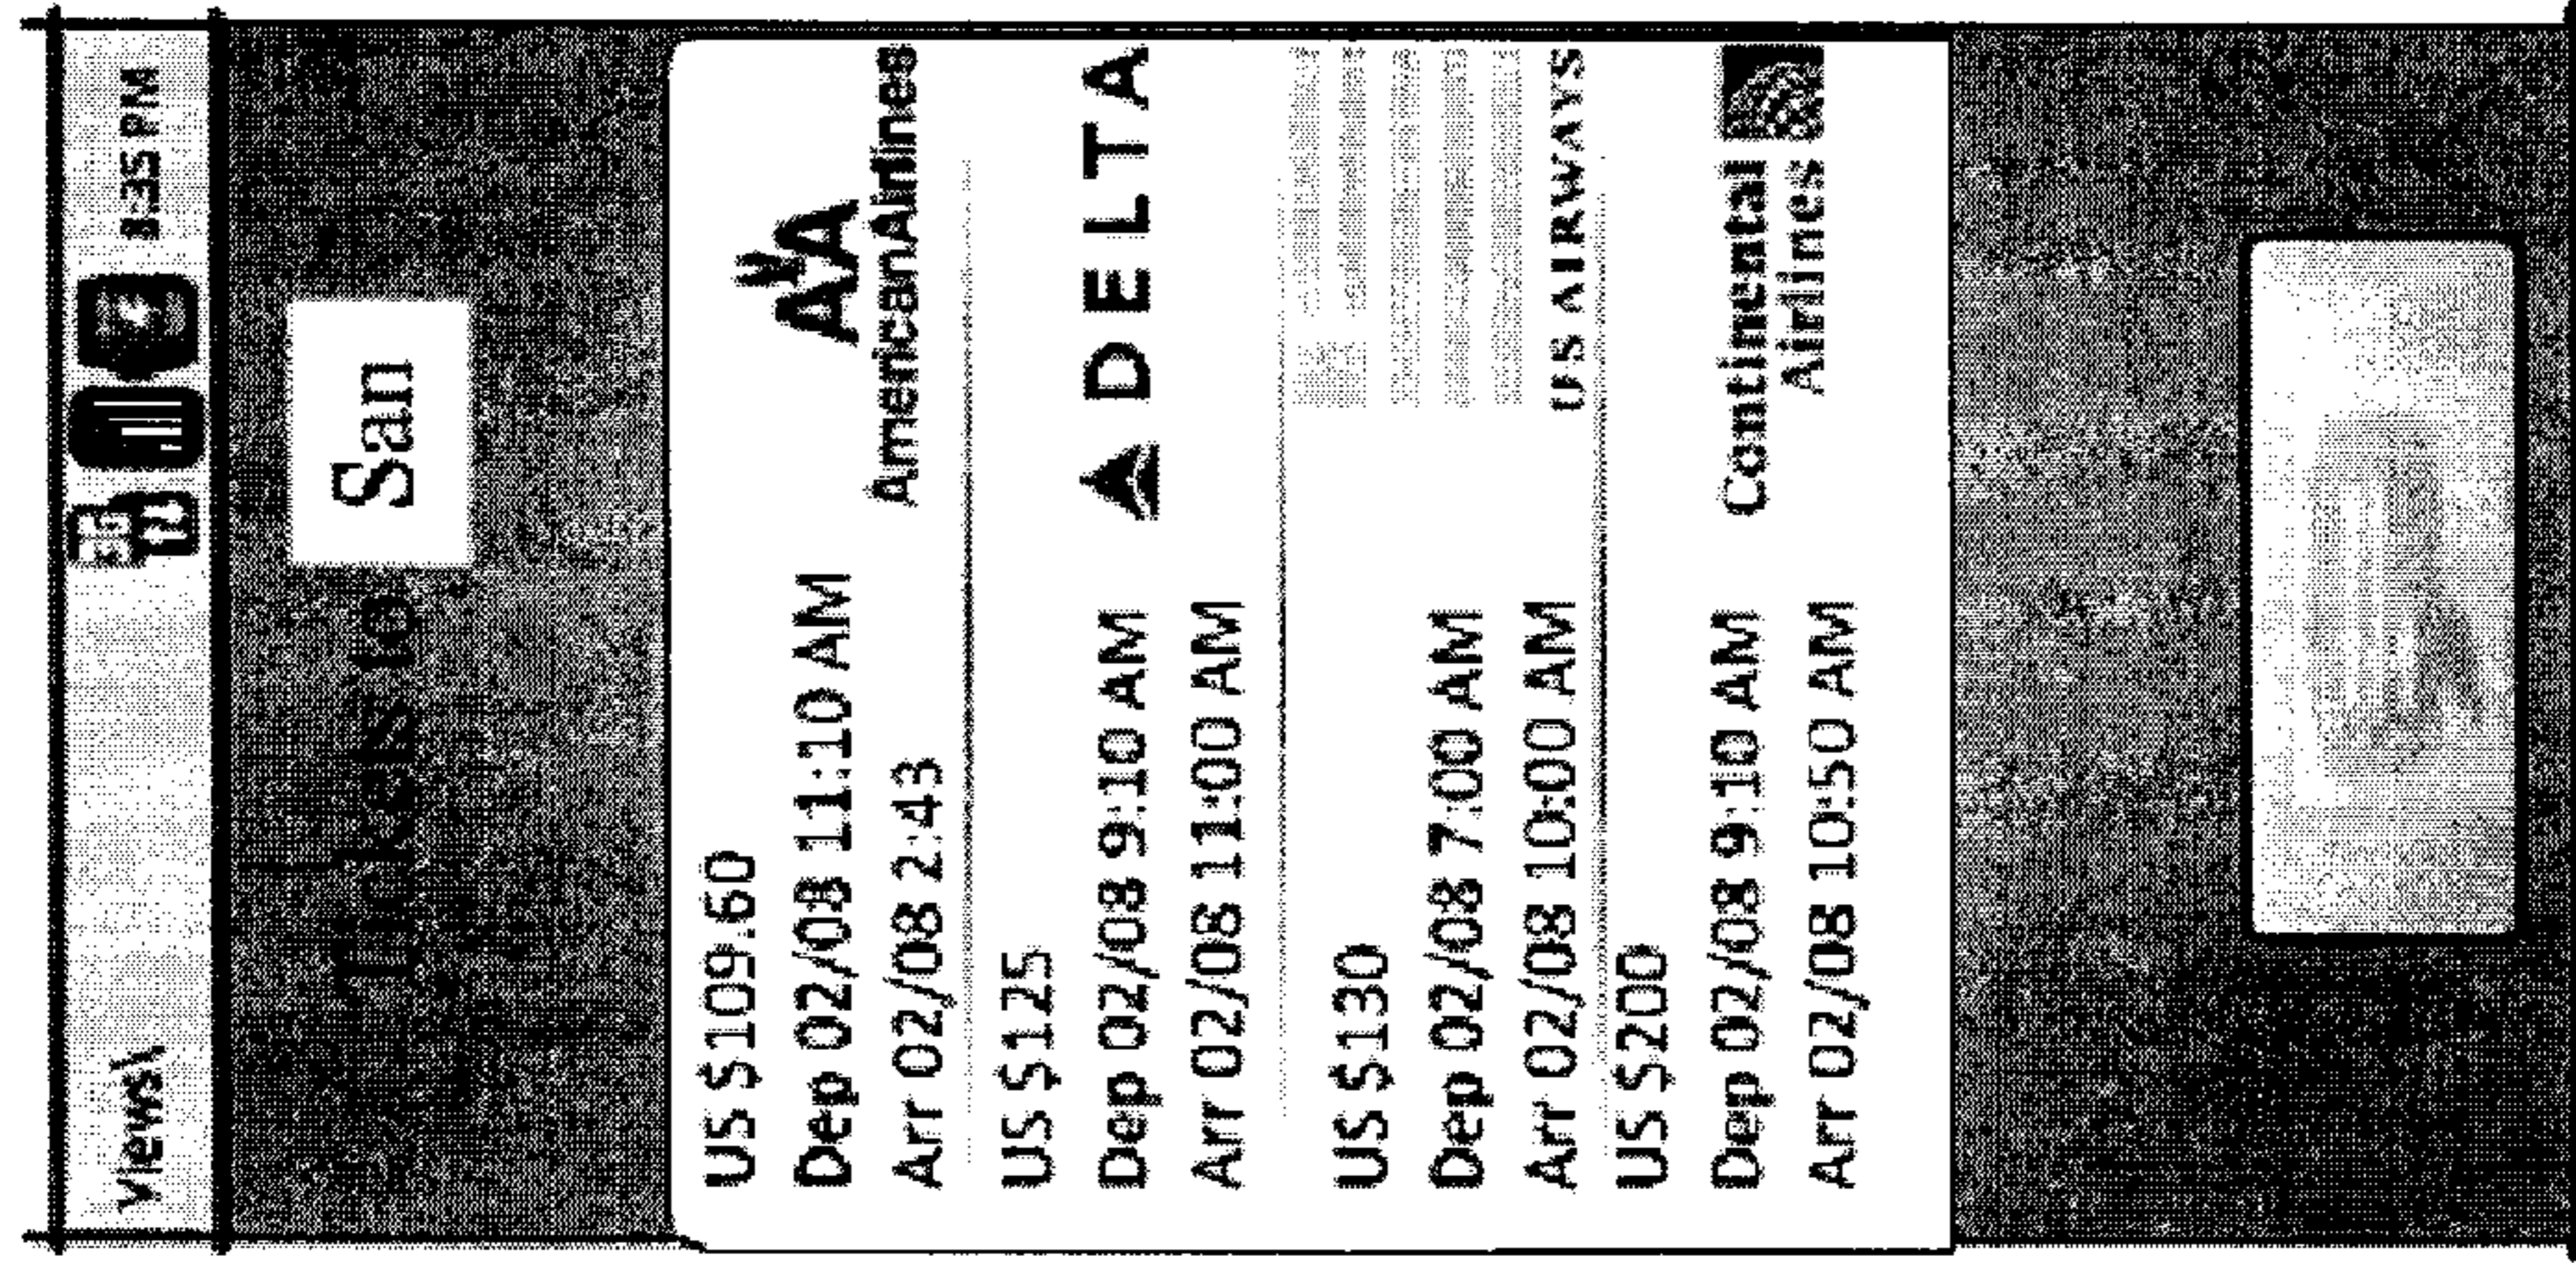 views\ 8:35 PM
Tickets to San
US $109.60
Dep 02/08 11:10 AM
Arr 02/08 2:43
AmericanAirlines
US $125
Dep 02/08 9:10 AM
Arr 02/08 11:00 AM
DELTA
US $130
Dep 02/08 7:00 AM
Arr 02/08 10:00 AM
US AIRWAYS
US $200
Dep 02/08 9:10 AM
Arr 02/08 10:50 AM
Continental
Airlines